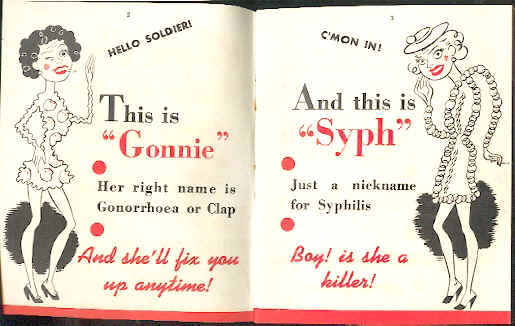 2
HELLO SOLDIER!
This is
"Gonnie"
Her right name is
Gonorrhoea or Clap
And she'll fix you
up anytime!
3
C'MON IN!
And this is
"Syph"
Just a nickname
for Syphilis
Boy! is she a
killer!